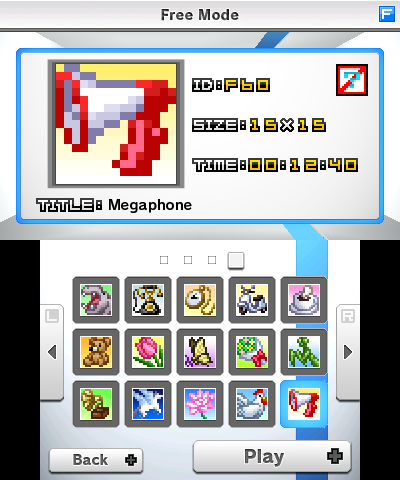 Free Mode
F
ID:F60
?
SIZE:15×15
TIME:00:12:40
TITLE: Megaphone
L
R
Back
Play